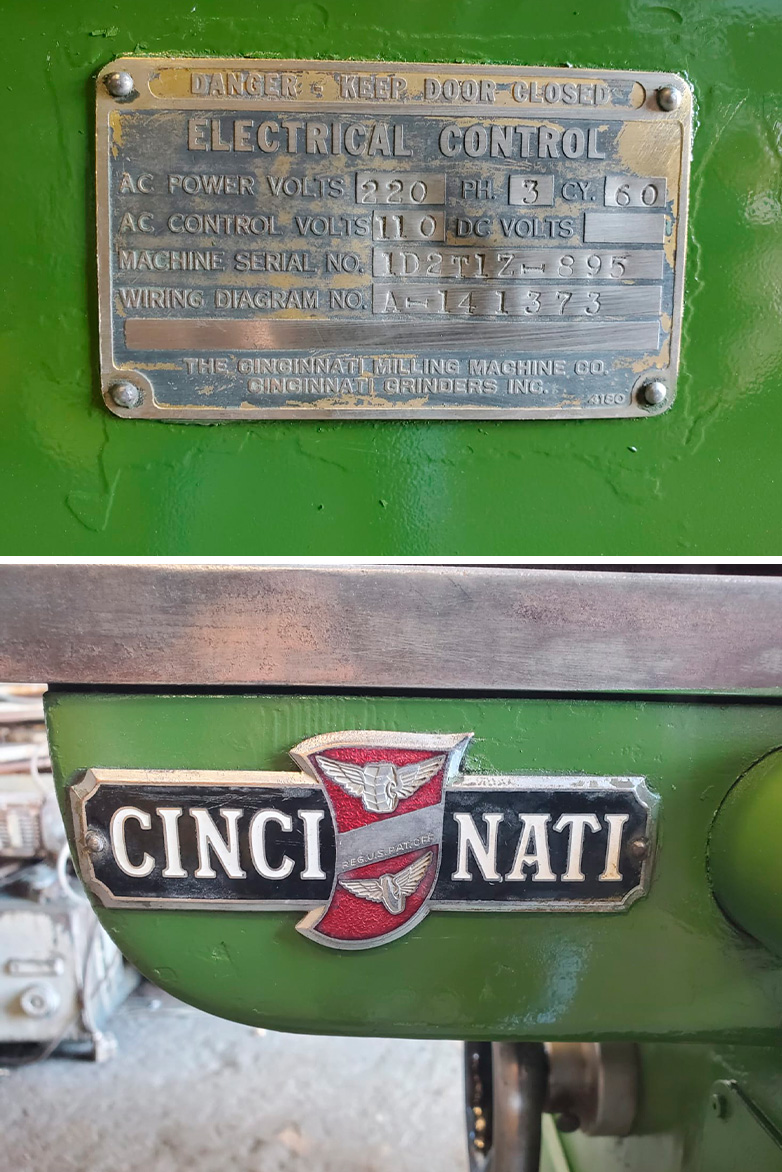 DANGER - KEEP DOOR CLOSED
ELECTRICAL CONTROL
AC POWER VOLTS 220 PH. 3 CY. 60
AC CONTROL VOLTS 110 DC VOLTS
MACHINE SERIAL NO. 1D2T1Z-895
WIRING DIAGRAM NO. A-141373
THE CINCINNATI MILLING MACHINE CO.
CINCINNATI GRINDERS INC.
CINCI NATI
REG.U.S.PAT.OFF.